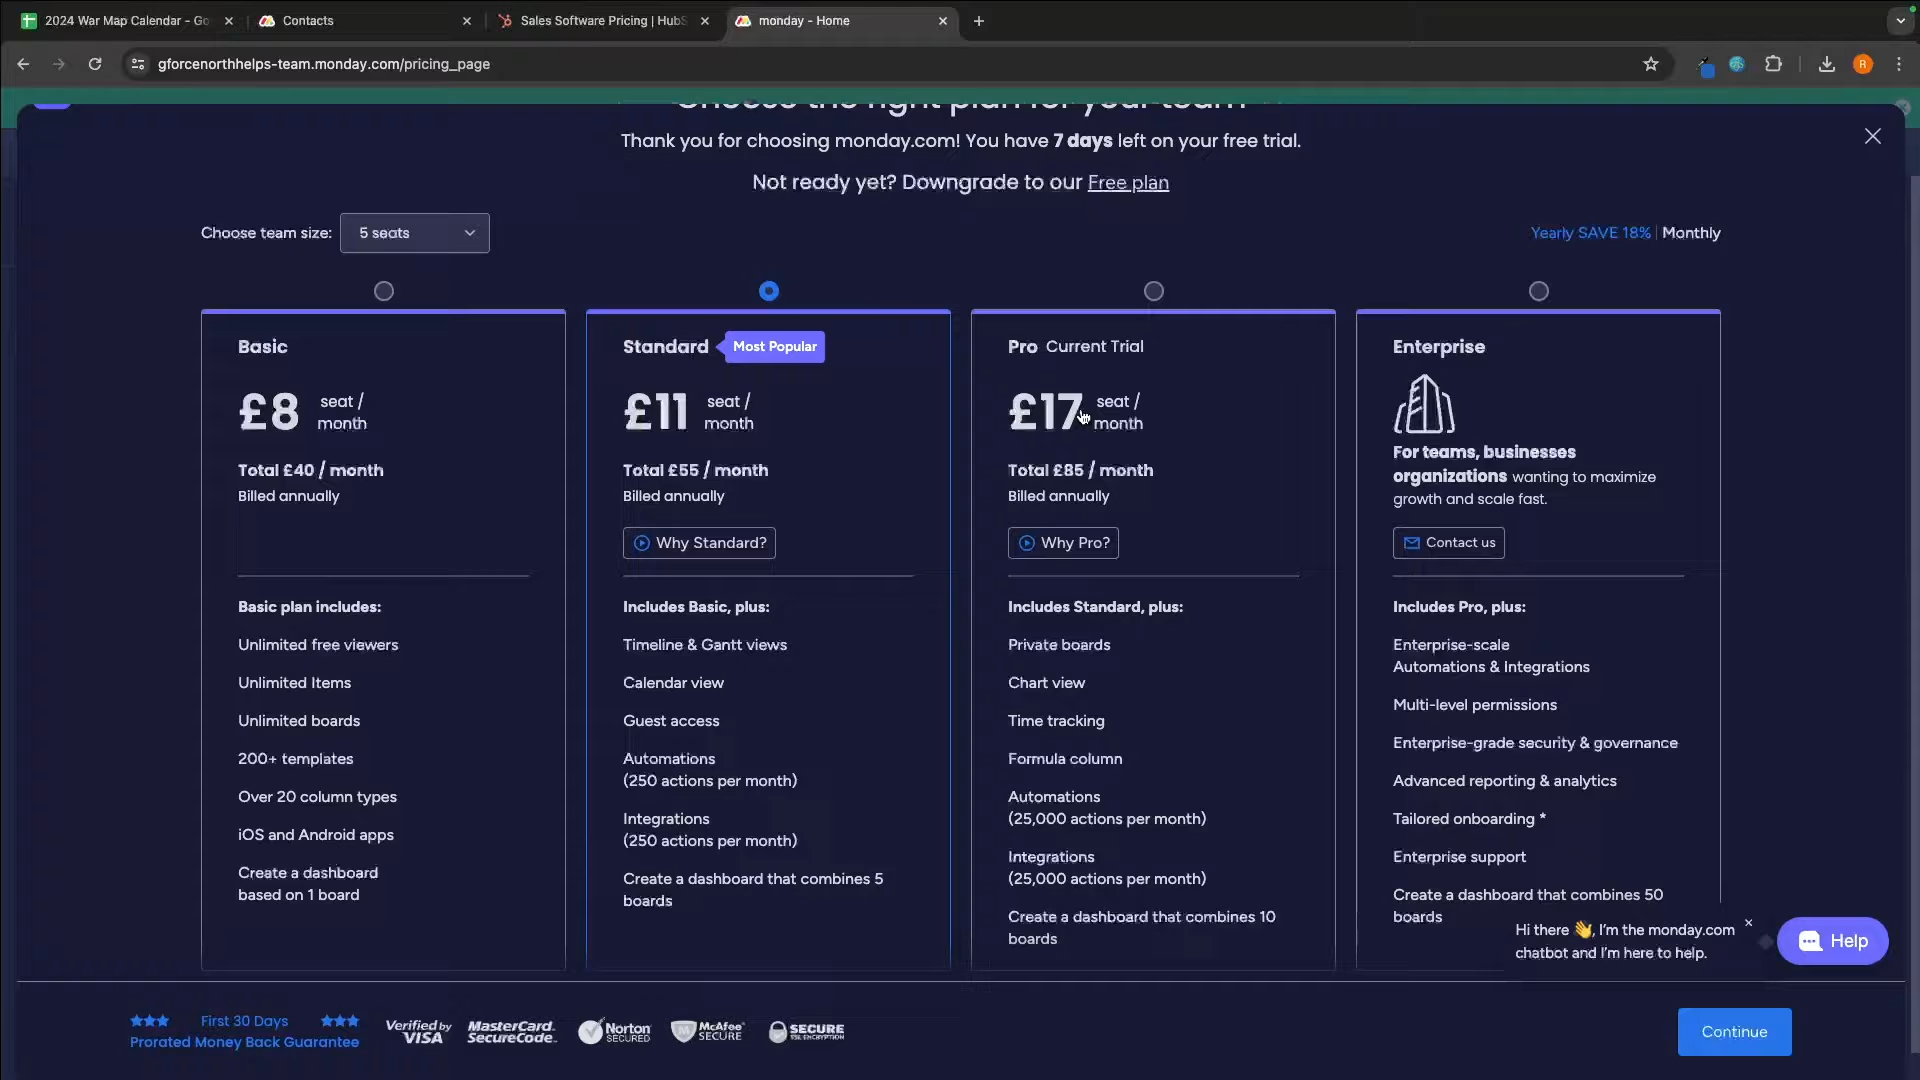 2024 War Map Calendar - Go
Contacts
Sales Software Pricing | HubS
monday - Home
gforcenorthhelps-team.monday.com/pricing_page
R
Choose the right plan for your team
Thank you for choosing monday.com! You have 7 days left on your free trial.
Not ready yet? Downgrade to our Free plan
Choose team size:
5 seats
Yearly SAVE 18% | Monthly
Basic
£8
seat /
month
Total £40 / month
Billed annually
Basic plan includes:
Unlimited free viewers
Unlimited Items
Unlimited boards
200+ templates
Over 20 column types
iOS and Android apps
Create a dashboard
based on 1 board
Standard
Most Popular
£11
seat /
month
Total £55 / month
Billed annually
Why Standard?
Includes Basic, plus:
Timeline & Gantt views
Calendar view
Guest access
Automations
(250 actions per month)
Integrations
(250 actions per month)
Create a dashboard that combines 5
boards
Pro Current Trial
£17
seat /
month
Total £85 / month
Billed annually
Why Pro?
Includes Standard, plus:
Private boards
Chart view
Time tracking
Formula column
Automations
(25,000 actions per month)
Integrations
(25,000 actions per month)
Create a dashboard that combines 10
boards
Enterprise
For teams, businesses
organizations wanting to maximize
growth and scale fast.
Contact us
Includes Pro, plus:
Enterprise-scale
Automations & Integrations
Multi-level permissions
Enterprise-grade security & governance
Advanced reporting & analytics
Tailored onboarding *
Enterprise support
Create a dashboard that combines 50
boards
Hi there 👋, I'm the monday.com
chatbot and I'm here to help.
Help
First 30 Days
Prorated Money Back Guarantee
Verified by
VISA
MasterCard.
SecureCode.
Norton
SECURED
McAfee
SECURE
SECURE
SSL ENCRYPTION
Continue